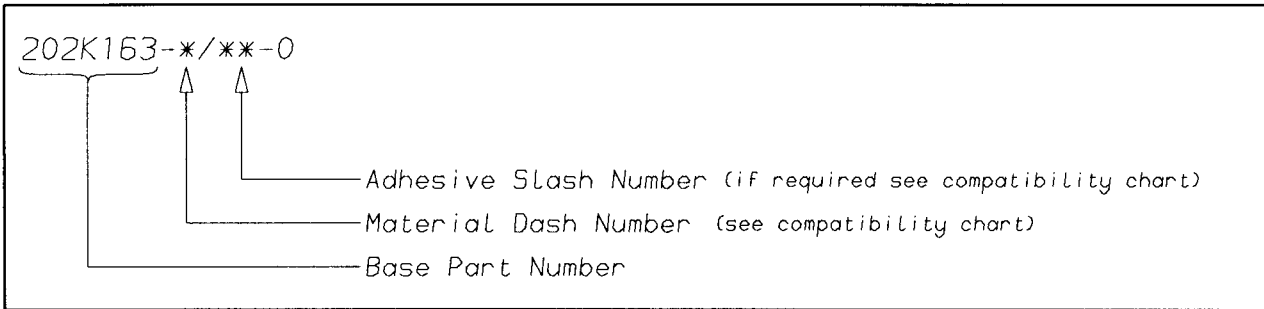 202K163-*/**-0
Adhesive Slash Number (if required see compatibility chart)
Material Dash Number (see compatibility chart)
Base Part Number